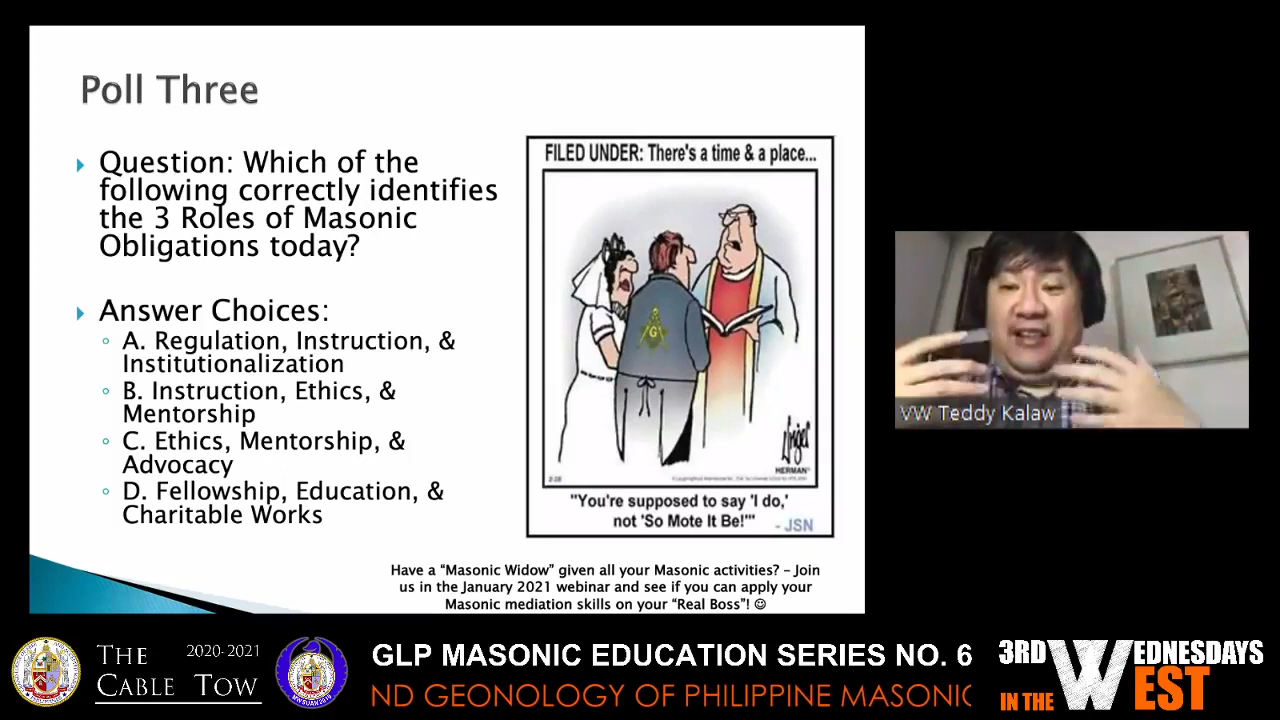 Poll Three
Question: Which of the
following correctly identifies
the 3 Roles of Masonic
Obligations today?
Answer Choices:
A. Regulation, Instruction, &
Institutionalization
B. Instruction, Ethics, &
Mentorship
C. Ethics, Mentorship, &
Advocacy
D. Fellowship, Education, &
Charitable Works
FILED UNDER: There's a time & a place...
G
HERMAN®
"You're supposed to say 'I do,'
not 'So Mote It Be!'"
- JSN
Have a "Masonic Widow" given all your Masonic activities? – Join
us in the January 2021 webinar and see if you can apply your
Masonic mediation skills on your "Real Boss"! ☺
VW Teddy Kalaw
THE 2020-2021
CABLE TOW
GLP MASONIC EDUCATION SERIES NO. 6
ND GEONOLOGY OF PHILIPPINE MASONIC
3RD WEDNESDAYS
IN THE WEST